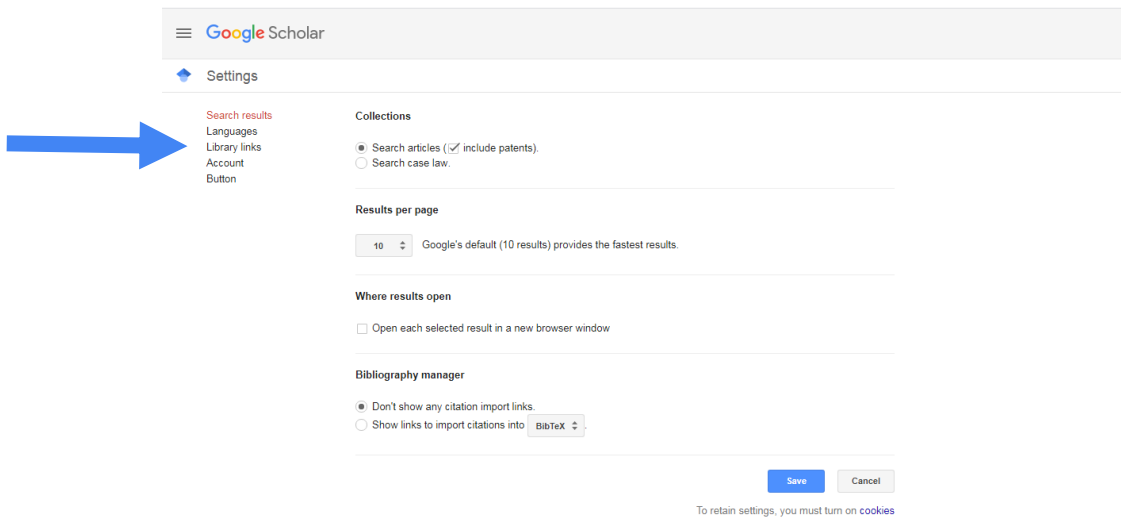 Google Scholar
Settings
Search results
Languages
Library links
Account
Button
Collections
Search articles (include patents).
Search case law.
Results per page
10
Google's default (10 results) provides the fastest results.
Where results open
Open each selected result in a new browser window
Bibliography manager
Don't show any citation import links.
Show links to import citations into BibTeX .
Save
Cancel
To retain settings, you must turn on cookies